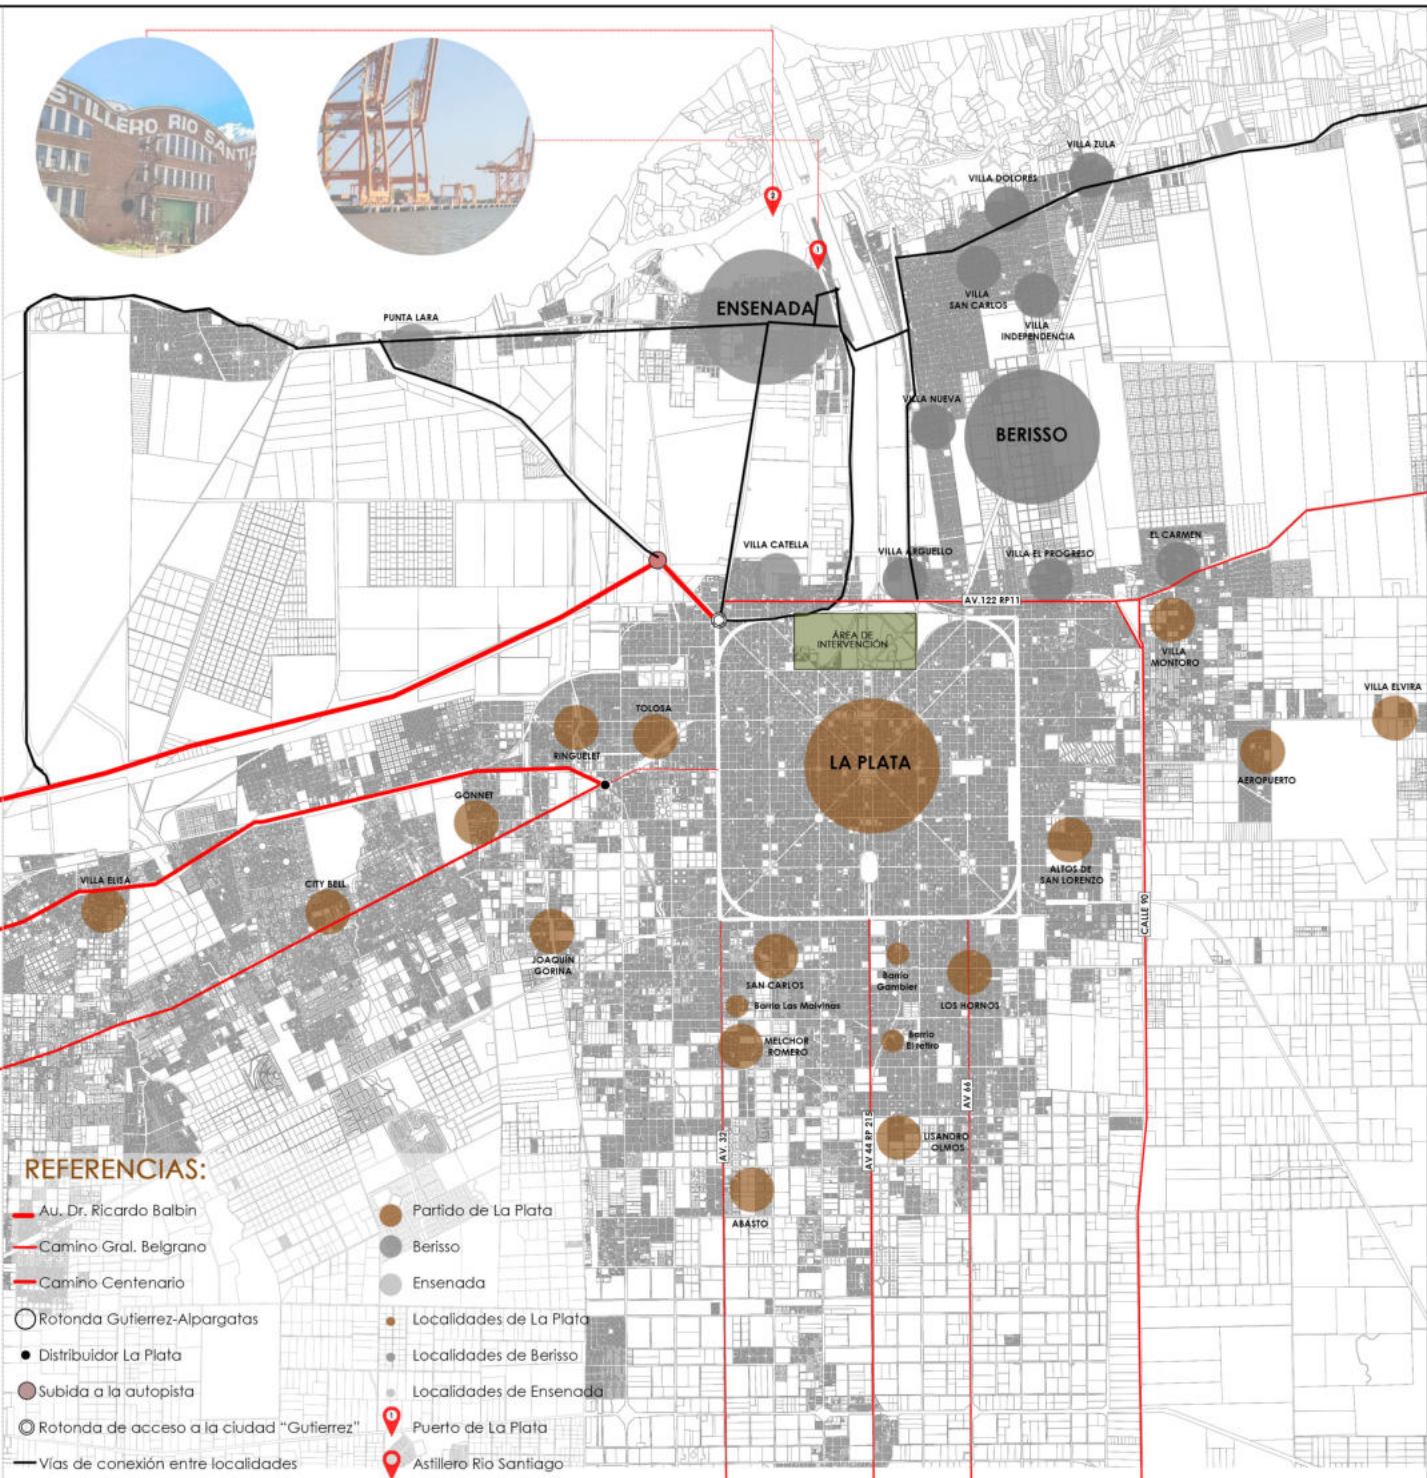 STILLERO RIO SANTI
2
1
VILLA ZULA
VILLA DOLORES
VILLA
SAN CARLOS
VILLA
INDEPENDENCIA
PUNTA LARA
ENSENADA
VILLA NUEVA
BERISSO
VILLA CATELLA
VILLA ARGUELLO
VILLA EL PROGRESO
EL CARMEN
AV.122 RP11
ÁREA DE
INTERVENCIÓN
VILLA
MONTORO
VILLA ELVIRA
TOLOSA
RINGUELET
LA PLATA
AEROPUERTO
GONNET
VILLA ELISA
CITY BELL
ALTOS DE
SAN LORENZO
CALLE 90
JOAQUÍN
GORINA
SAN CARLOS
Barrio
Gambier
LOS HORNOS
Barrio Las Malvinas
MELCHOR
ROMERO
Barrio
El retiro
AV 66
AV. 32
AV 44 RP 215
LISANDRO
OLMOS
ABASTO
REFERENCIAS:
Au. Dr. Ricardo Balbin
Camino Gral. Belgrano
Camino Centenario
Rotonda Gutierrez-Alpargatas
Distribuidor La Plata
Subida a la autopista
Rotonda de acceso a la ciudad "Gutierrez"
Vías de conexión entre localidades
Partido de La Plata
Berisso
Ensenada
Localidades de La Plata
Localidades de Berisso
Localidades de Ensenada
1
Puerto de La Plata
Astillero Rio Santiago